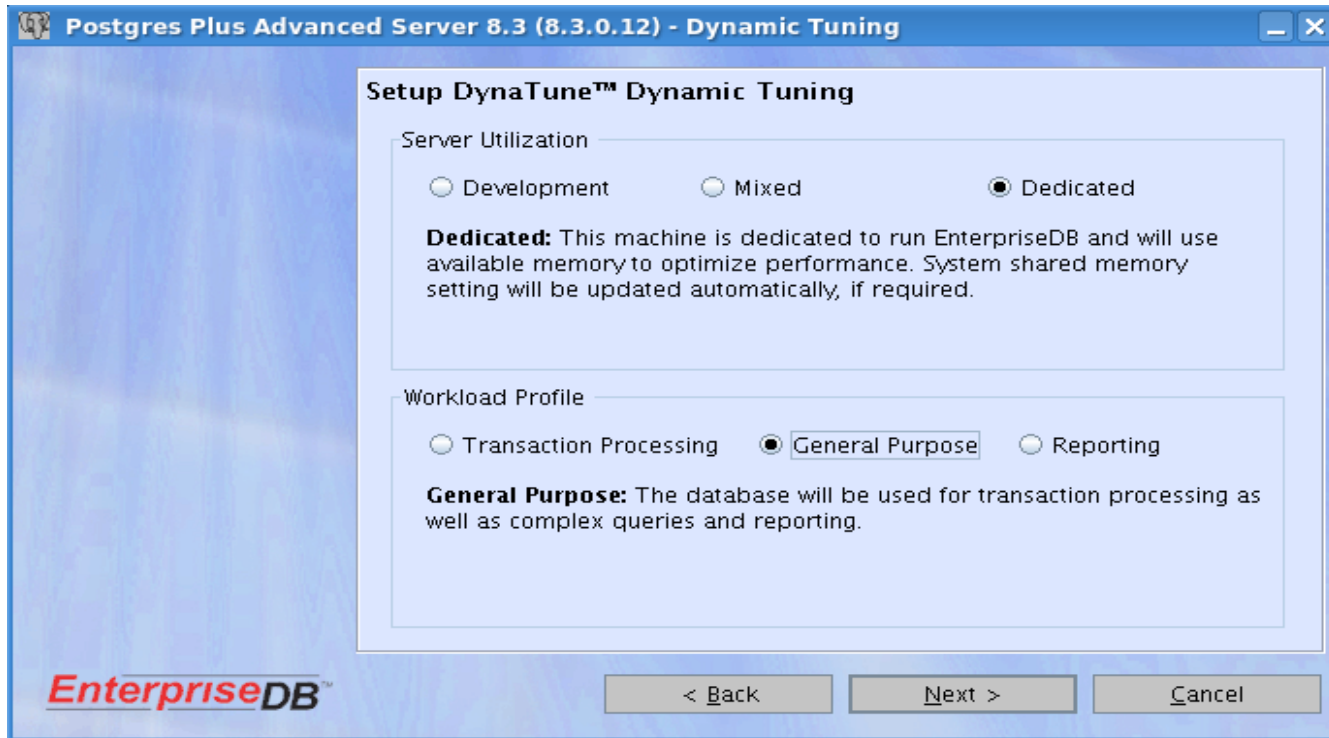 Postgres Plus Advanced Server 8.3 (8.3.0.12) - Dynamic Tuning
Setup DynaTune™ Dynamic Tuning
Server Utilization
Development Mixed Dedicated
Dedicated: This machine is dedicated to run EnterpriseDB and will use
available memory to optimize performance. System shared memory
setting will be updated automatically, if required.
Workload Profile
Transaction Processing General Purpose Reporting
General Purpose: The database will be used for transaction processing as
well as complex queries and reporting.
EnterpriseDB™
< Back Next > Cancel